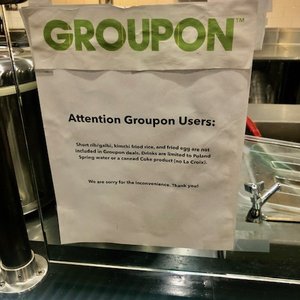 GROUPON™
Attention Groupon Users:
Short rib/galbi, kimchi fried rice, and fried egg are not
included in Groupon deals. Drinks are limited to Poland
Spring water or a canned Coke product (no La Croix).
We are sorry for the inconvenience. Thank you!